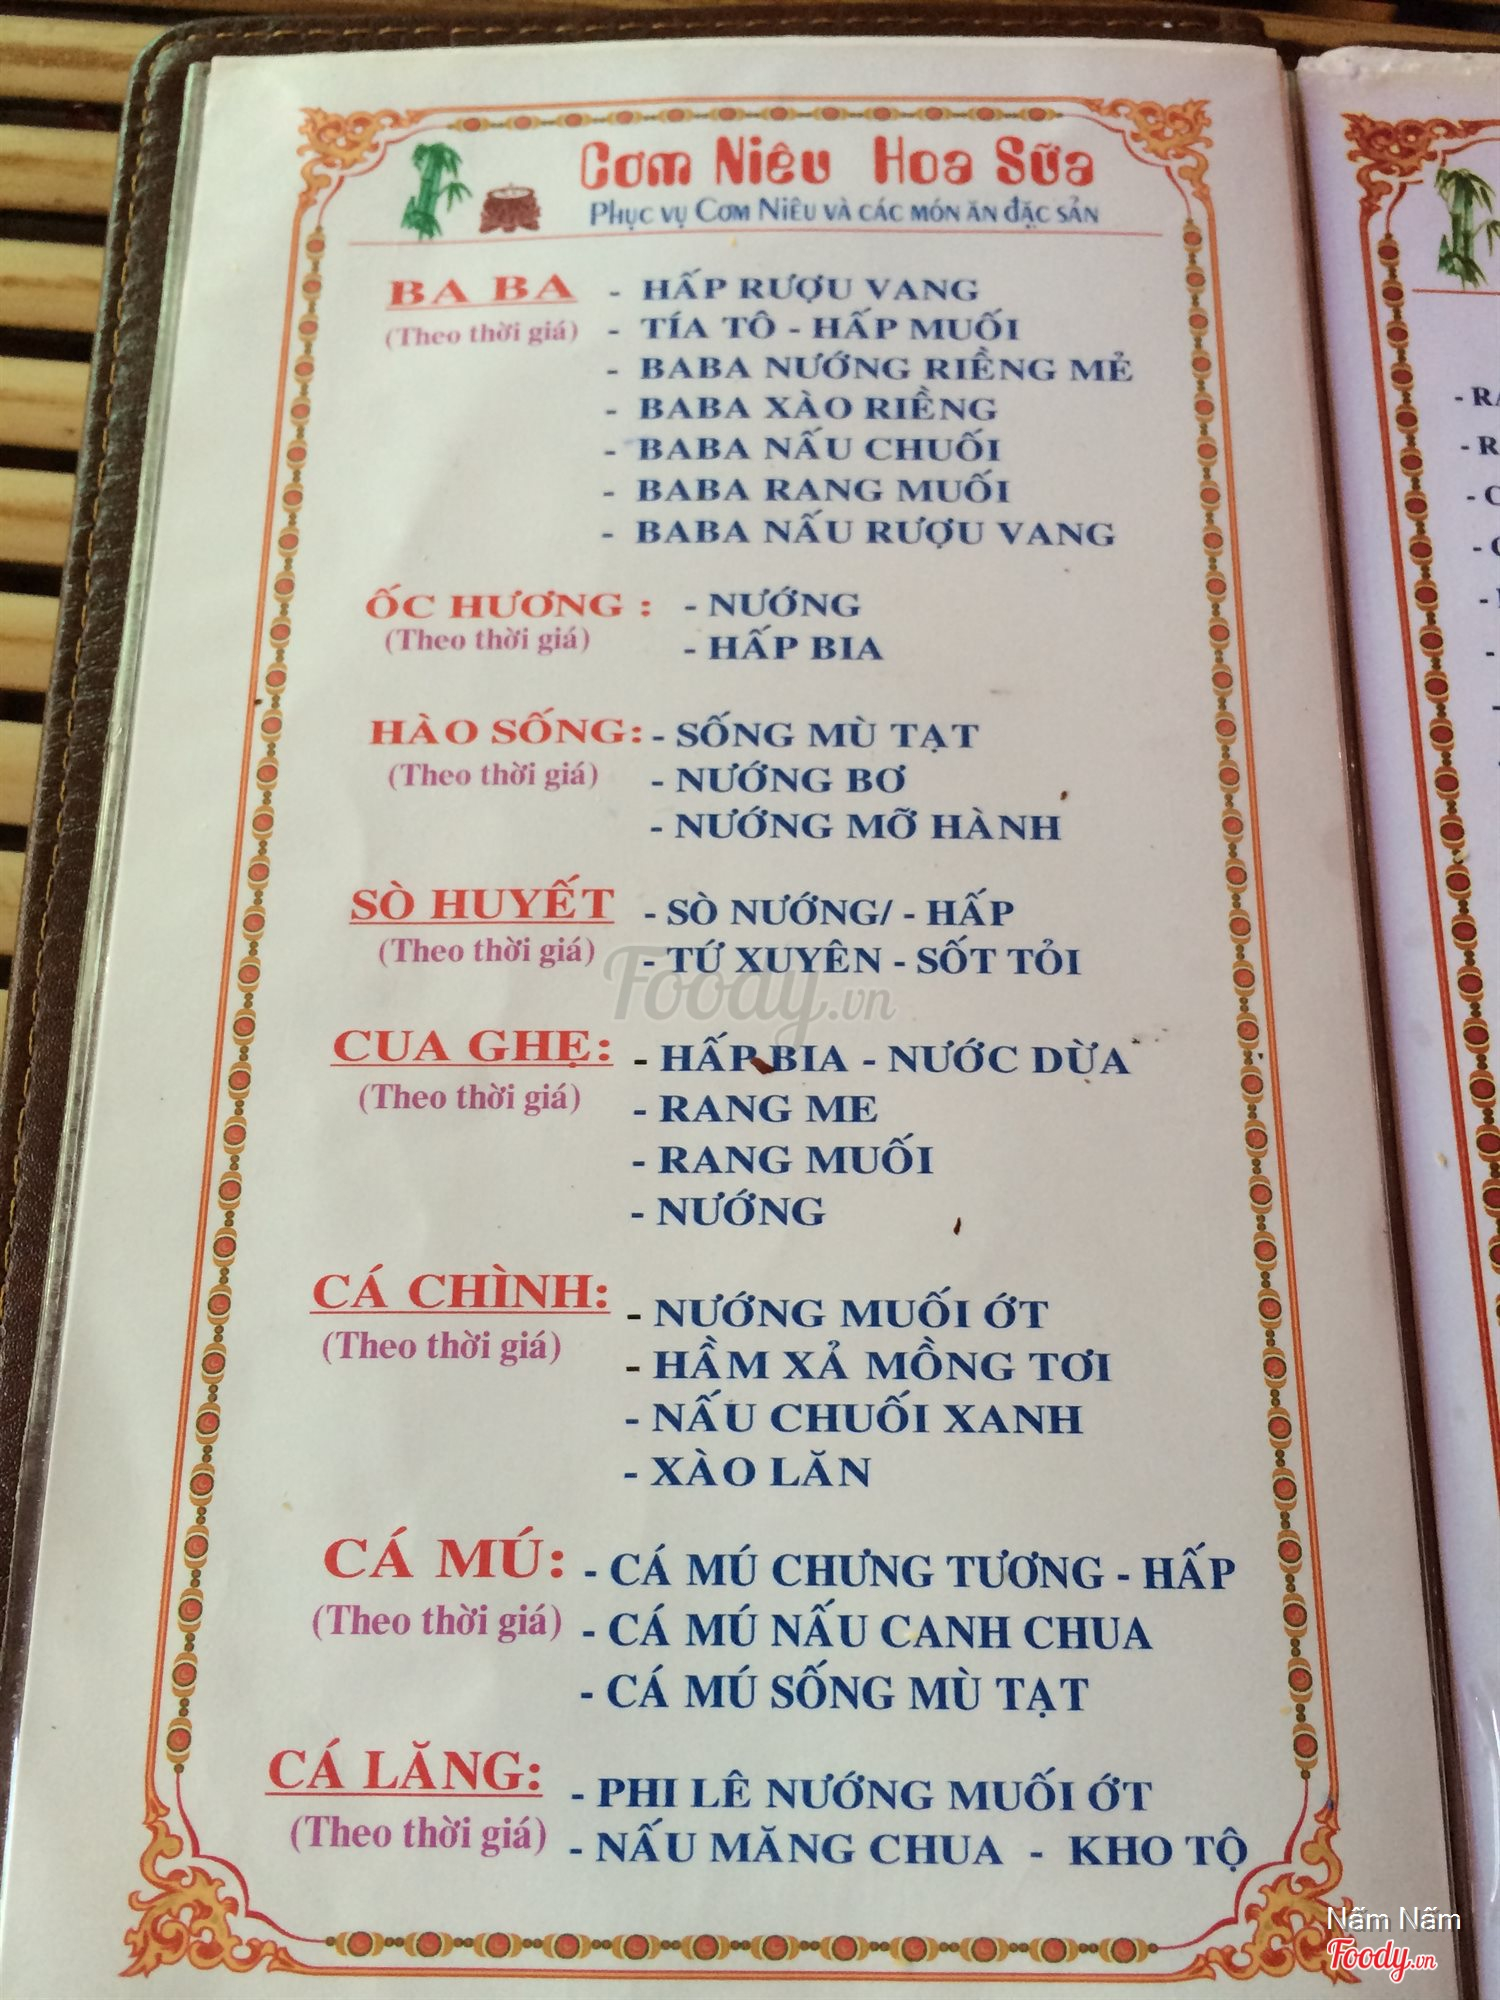 Cơm Niêu Hoa Sữa
Phục vụ Cơm Niêu và các món ăn đặc sản
BA BA
(Theo thời giá)
- HẤP RƯỢU VANG
- TÍA TÔ - HẤP MUỐI
- BABA NƯỚNG RIỀNG MẺ
- BABA XÀO RIỀNG
- BABA NẤU CHUỐI
- BABA RANG MUỐI
- BABA NẤU RƯỢU VANG
ỐC HƯƠNG :
(Theo thời giá)
- NƯỚNG
- HẤP BIA
HÀO SỐNG:
(Theo thời giá)
- SỐNG MÙ TẠT
- NƯỚNG BƠ
- NƯỚNG MỠ HÀNH
SÒ HUYẾT
(Theo thời giá)
- SÒ NƯỚNG/ - HẤP
- TỨ XUYÊN - SỐT TỎI
Foody.vn
CUA GHẸ:
(Theo thời giá)
- HẤP BIA - NƯỚC DỪA
- RANG ME
- RANG MUỐI
- NƯỚNG
CÁ CHÌNH:
(Theo thời giá)
- NƯỚNG MUỐI ỚT
- HẦM XẢ MỒNG TƠI
- NẤU CHUỐI XANH
- XÀO LĂN
CÁ MÚ:
(Theo thời giá)
- CÁ MÚ CHƯNG TƯƠNG - HẤP
- CÁ MÚ NẤU CANH CHUA
- CÁ MÚ SỐNG MÙ TẠT
CÁ LĂNG:
(Theo thời giá)
- PHI LÊ NƯỚNG MUỐI ỚT
- NẤU MĂNG CHUA - KHO TỘ
Nấm Nấm
Foody.vn